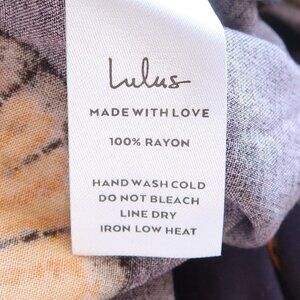 Lulus
MADE WITH LOVE
100% RAYON
HAND WASH COLD
DO NOT BLEACH
LINE DRY
IRON LOW HEAT